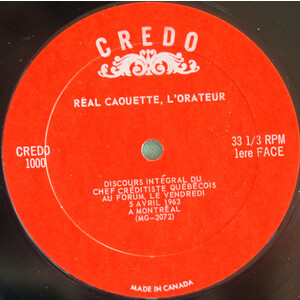 CREDO
RÉAL CAOUETTE, L'ORATEUR
CREDO
1000
33 1/3 RPM
1ere FACE
DISCOURS INTÉGRAL DU
CHEF CRÉDITISTE QUÉBÉCOIS
AU FORUM, LE VENDREDI
5 AVRIL 1963
A MONTRÉAL
(MG-2072)
MADE IN CANADA